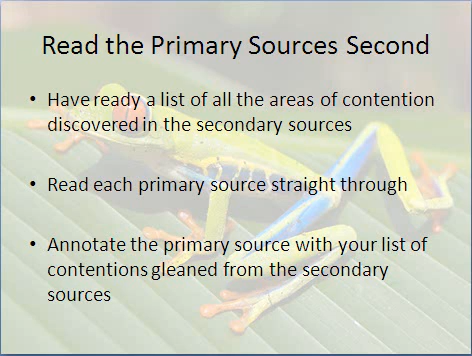 Read the Primary Sources Second
• Have ready a list of all the areas of contention
discovered in the secondary sources
• Read each primary source straight through
• Annotate the primary source with your list of
contentions gleaned from the secondary
sources